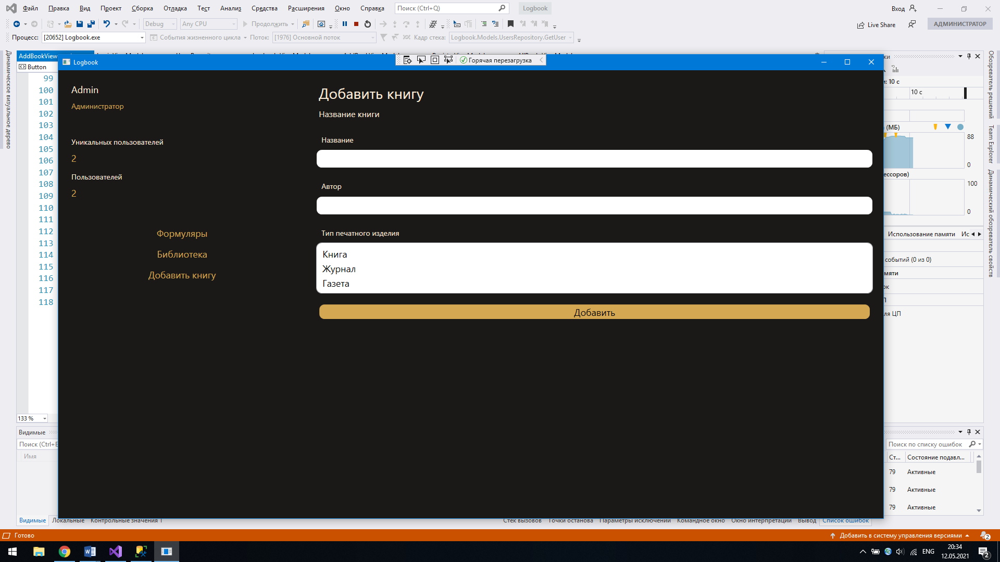 Файл Правка Вид Проект Сборка Отладка Тест Анализ Средства Расширения Окно Справка Поиск (Ctrl+Q) Logbook Вход
Debug Any CPU Продолжить Live Share АДМИНИСТРАТОР
Процесс: [20652] Logbook.exe События жизненного цикла Поток: [1976] Основной поток Кадр стека: Logbook.Models.UsersRepository.GetUser
Динамическое визуальное дерево
AddBookView
Button
99
100
101
102
103
104
105
106
107
108
109
110
111
112
113
114
115
116
117
118
133 %
Logbook
Горячая перезагрузка
Admin
Администратор
Уникальных пользователей
2
Пользователей
2
Формуляры
Библиотека
Добавить книгу
Добавить книгу
Название книги
Название
Автор
Тип печатного изделия
Книга
Журнал
Газета
Добавить
10 с
10 с
(МБ)
88
0
100
0
Использование памяти Ис
событий (0 из 0)
ля ЦП
Обозреватель решений
Team Explorer
Динамический обозреватель свойств
Видимые
Поиск (Ctrl+E
Имя
Поиск по списку ошибок
Ст... Состояние подавл...
79 Активные
79 Активные
79 Активные
Видимые Локальные Контрольные значения 1 Стек вызовов Точки останова Параметры исключений Командное окно Окно интерпретации Вывод Список ошибок
Готово Добавить в систему управления версиями 2
ENG 20:34
12.05.2021 2